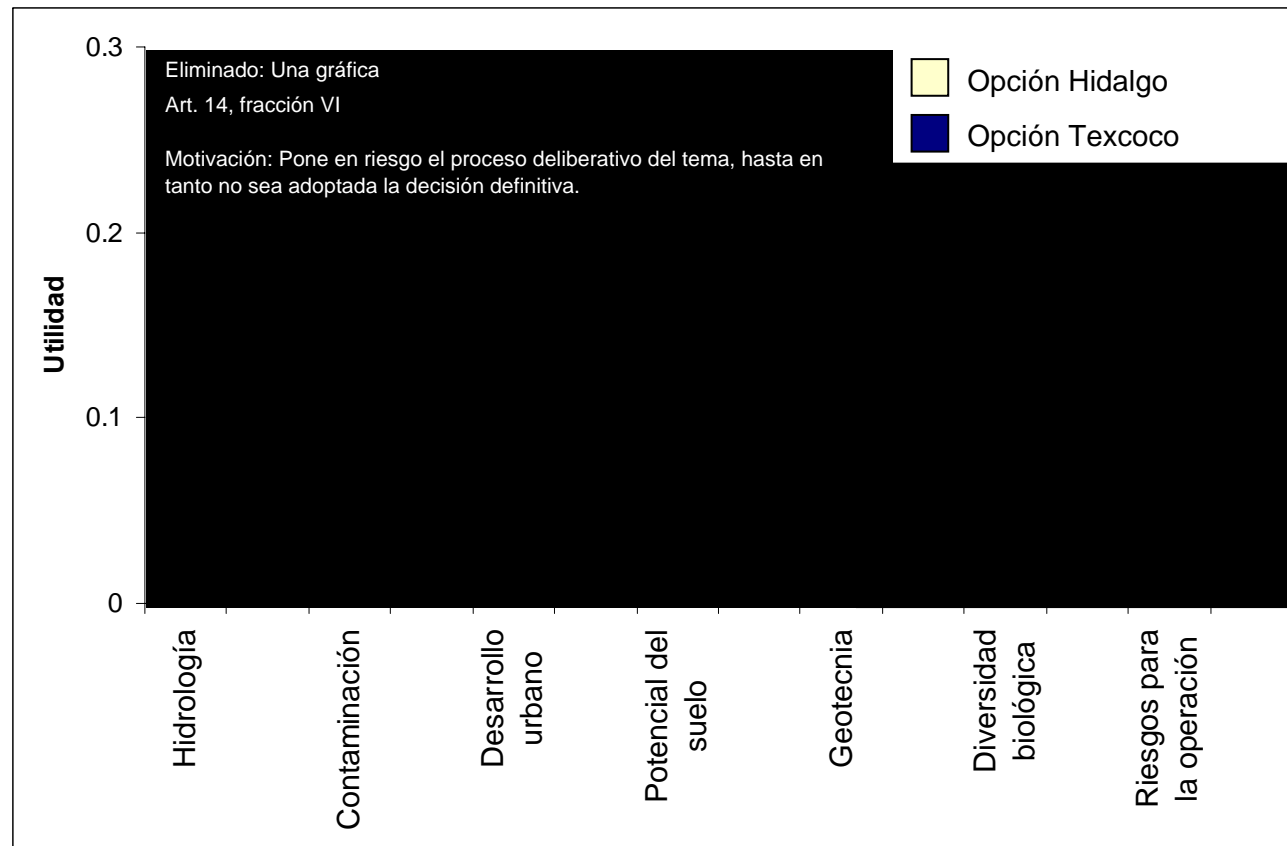 0.3
0.2
0.1
0
Utilidad
Eliminado: Una gráfica
Art. 14, fracción VI
Motivación: Pone en riesgo el proceso deliberativo del tema, hasta en
tanto no sea adoptada la decisión definitiva.
Opción Hidalgo
Opción Texcoco
Hidrología
Contaminación
Desarrollo
urbano
Potencial del
suelo
Geotecnia
Diversidad
biológica
Riesgos para
la operación